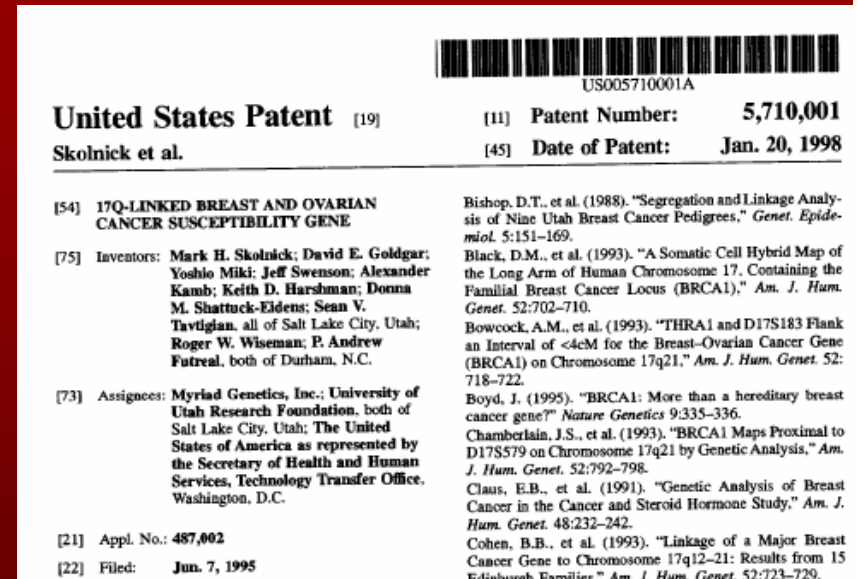 US005710001A
United States Patent [19]
Skolnick et al.
[11] Patent Number: 5,710,001
[45] Date of Patent: Jan. 20, 1998
[54] 17Q-LINKED BREAST AND OVARIAN
CANCER SUSCEPTIBILITY GENE
[75] Inventors: Mark H. Skolnick; David E. Goldgar;
Yoshio Miki; Jeff Swenson; Alexander
Kamb; Keith D. Harshman; Donna
M. Shattuck-Eidens; Sean V.
Tavtigian, all of Salt Lake City, Utah;
Roger W. Wiseman; P. Andrew
Futreal, both of Durham, N.C.
[73] Assignees: Myriad Genetics, Inc.; University of
Utah Research Foundation, both of
Salt Lake City, Utah; The United
States of America as represented by
the Secretary of Health and Human
Services, Technology Transfer Office,
Washington, D.C.
[21] Appl. No.: 487,002
[22] Filed: Jun. 7, 1995
Bishop, D.T., et al. (1988). "Segregation and Linkage Analy-
sis of Nine Utah Breast Cancer Pedigrees," Genet. Epide-
miol. 5:151–169.
Black, D.M., et al. (1993). "A Somatic Cell Hybrid Map of
the Long Arm of Human Chromosome 17, Containing the
Familial Breast Cancer Locus (BRCA1)," Am. J. Hum.
Genet. 52:702–710.
Bowcock, A.M., et al. (1993). "THRA1 and D17S183 Flank
an Interval of <4cM for the Breast-Ovarian Cancer Gene
(BRCA1) on Chromosome 17q21," Am. J. Hum. Genet. 52:
718–722.
Boyd, J. (1995). "BRCA1: More than a hereditary breast
cancer gene?" Nature Genetics 9:335–336.
Chamberlain, J.S., et al. (1993). "BRCA1 Maps Proximal to
D17S579 on Chromosome 17q21 by Genetic Analysis," Am.
J. Hum. Genet. 52:792–798.
Claus, E.B., et al. (1991). "Genetic Analysis of Breast
Cancer in the Cancer and Steroid Hormone Study," Am. J.
Hum. Genet. 48:232–242.
Cohen, B.B., et al. (1993). "Linkage of a Major Breast
Cancer Gene to Chromosome 17q12–21: Results from 15
Edinburgh Families," Am. J. Hum. Genet. 52:723–729.